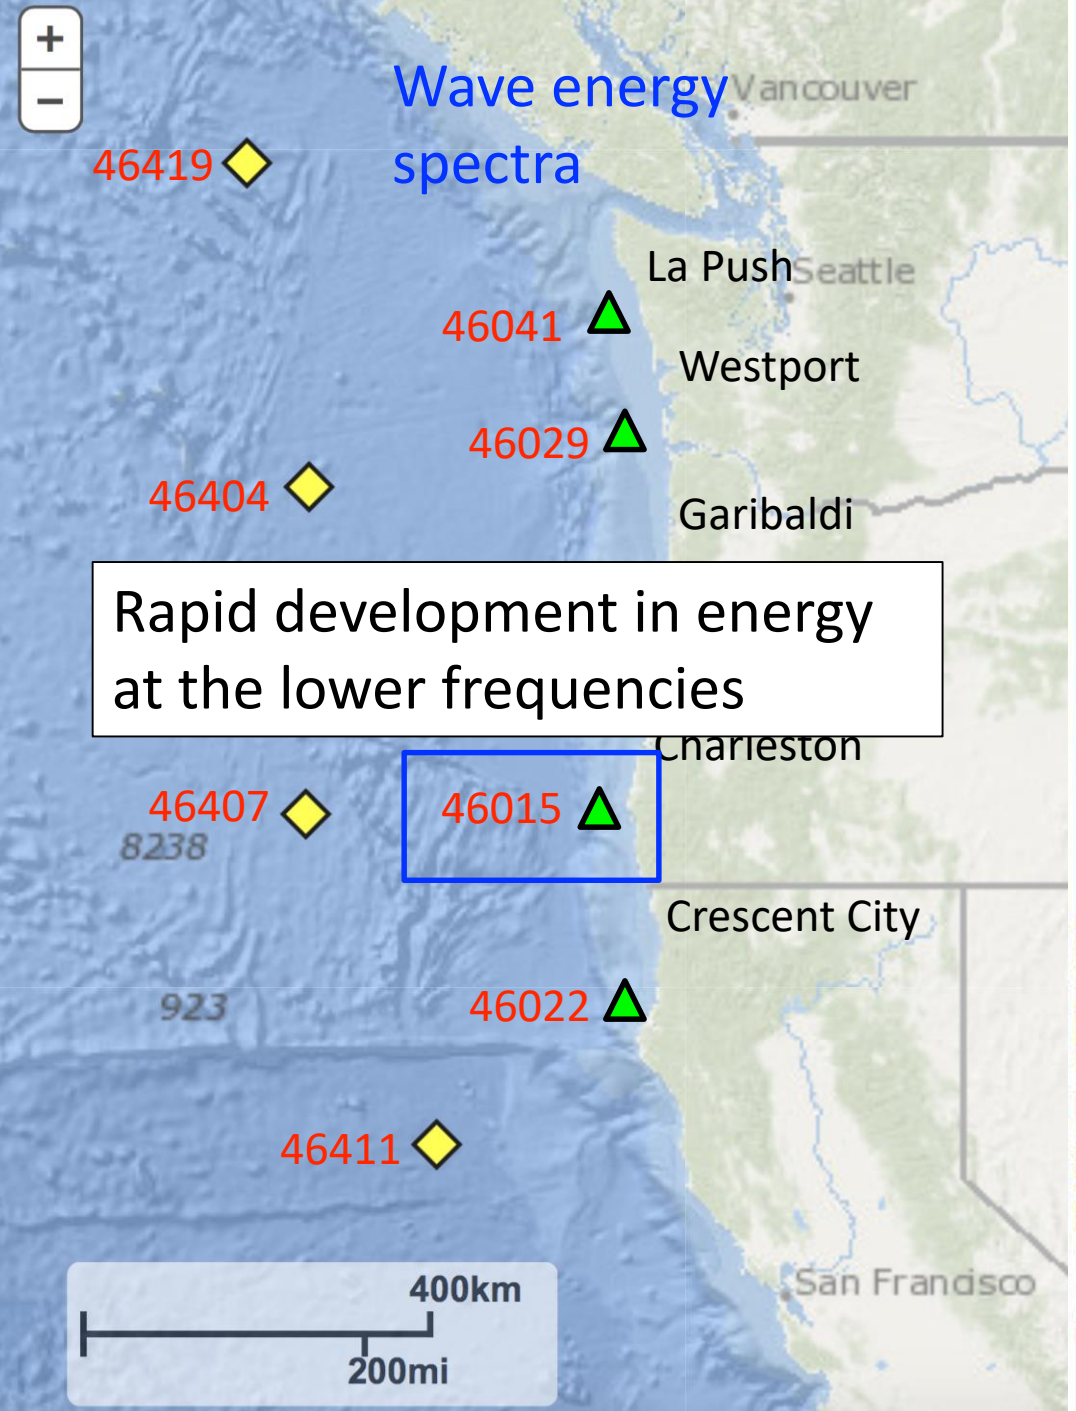 +
−
Wave energy
spectra
Vancouver
46419
La Push
Seattle
46041
Westport
46029
46404
Garibaldi
Rapid development in energy
at the lower frequencies
Charleston
46407
46015
8238
Crescent City
923
46022
46411
400km
200mi
San Francisco